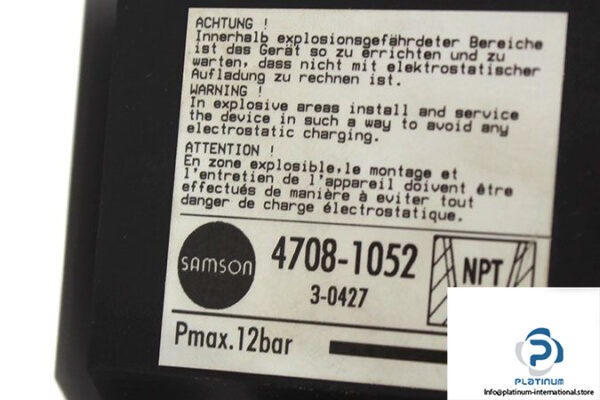 ACHTUNG !
Innerhalb explosionsgefährdeter Bereiche
ist das Gerät so zu errichten und zu
warten, dass nicht mit elektrostatischer
Aufladung zu rechnen ist.
WARNING !
In explosive areas install and service
the device in such a way to avoid any
electrostatic charging.
ATTENTION !
En zone explosible,le montage et
l'entretien de l'appareil doivent être
effectués de manière à eviter tout
danger de charge électrostatique.
SAMSON
4708-1052
3-0427
NPT
Pmax.12bar
PLATINUM
Info@platinum-international.store